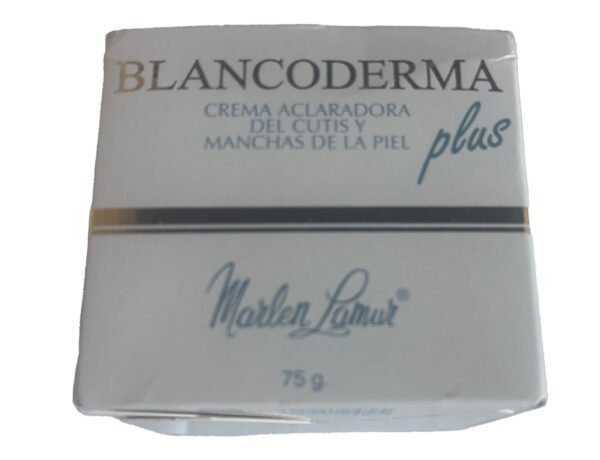 BLANCODERMA
CREMA ACLARADORA
DEL CUTIS Y
MANCHAS DE LA PIEL
plus
Marlen Lamur®
75 g.